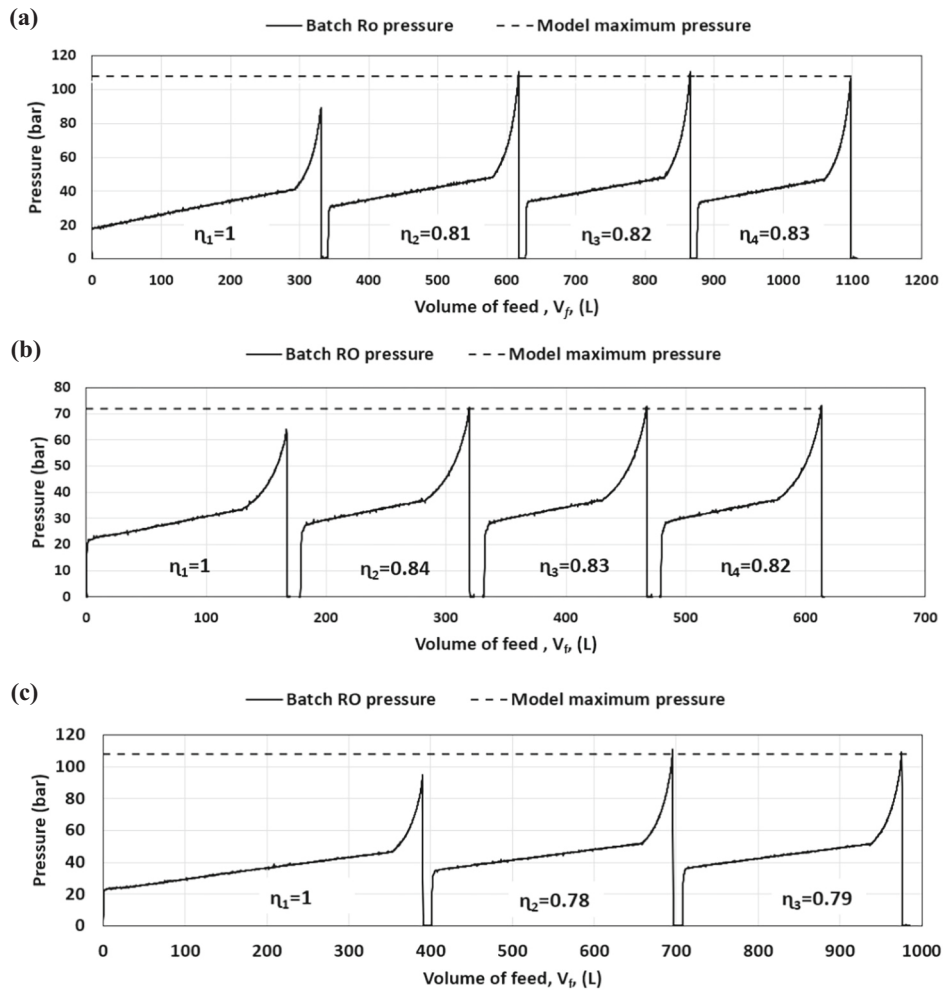 (a)
Batch Ro pressure Model maximum pressure
120
100
80
60
40
20
0
Pressure (bar)
η1=1 η2=0.81 η3=0.82 η4=0.83
0 100 200 300 400 500 600 700 800 900 1000 1100 1200
Volume of feed , Vf, (L)
(b)
Batch RO pressure Model maximum pressure
80
70
60
50
40
30
20
10
0
Pressure (bar)
η1=1 η2=0.84 η3=0.83 η4=0.82
0 100 200 300 400 500 600 700
Volume of feed , Vf, (L)
(c)
Batch RO pressure Model maximum pressure
120
100
80
60
40
20
0
Pressure (bar)
η1=1 η2=0.78 η3=0.79
0 100 200 300 400 500 600 700 800 900 1000
Volume of feed, Vf, (L)